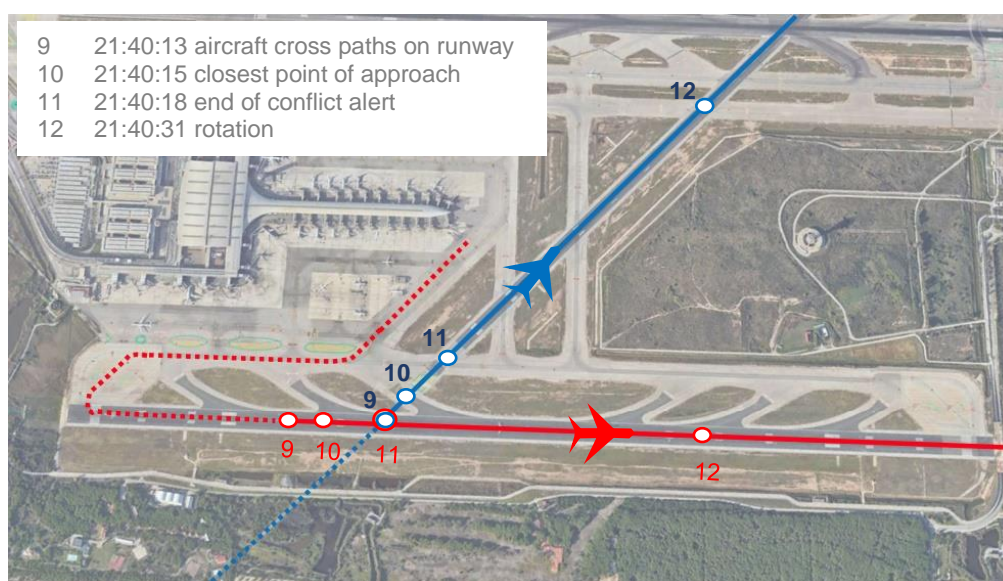 9 21:40:13 aircraft cross paths on runway
10 21:40:15 closest point of approach
11 21:40:18 end of conflict alert
12 21:40:31 rotation
12
11
10
9
9
10
11
12